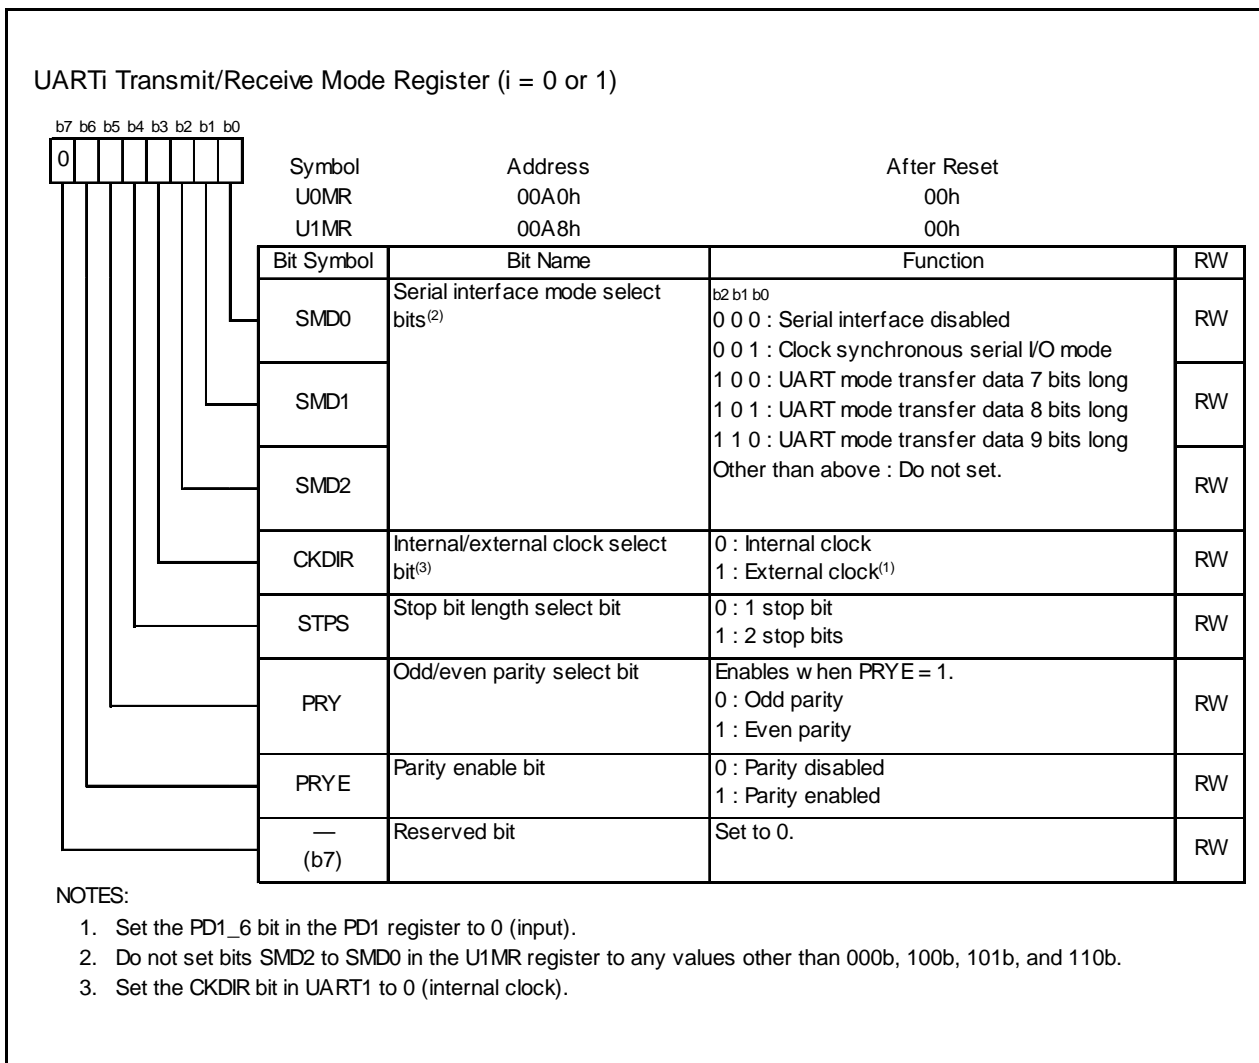 UARTi Transmit/Receive Mode Register (i = 0 or 1)
b7 b6 b5 b4 b3 b2 b1 b0
0
Symbol Address After Reset
U0MR 00A0h 00h
U1MR 00A8h 00h
Bit Symbol Bit Name Function RW
SMD0 Serial interface mode select bits(2) b2 b1 b0 RW
0 0 0 : Serial interface disabled
0 0 1 : Clock synchronous serial I/O mode
SMD1 1 0 0 : UART mode transfer data 7 bits long RW
1 0 1 : UART mode transfer data 8 bits long
1 1 0 : UART mode transfer data 9 bits long
SMD2 Other than above : Do not set. RW
CKDIR Internal/external clock select bit(3) 0 : Internal clock RW
1 : External clock(1)
STPS Stop bit length select bit 0 : 1 stop bit RW
1 : 2 stop bits
PRY Odd/even parity select bit Enables when PRYE = 1. RW
0 : Odd parity
1 : Even parity
PRYE Parity enable bit 0 : Parity disabled RW
1 : Parity enabled
— Reserved bit Set to 0. RW
(b7)
NOTES:
1. Set the PD1_6 bit in the PD1 register to 0 (input).
2. Do not set bits SMD2 to SMD0 in the U1MR register to any values other than 000b, 100b, 101b, and 110b.
3. Set the CKDIR bit in UART1 to 0 (internal clock).